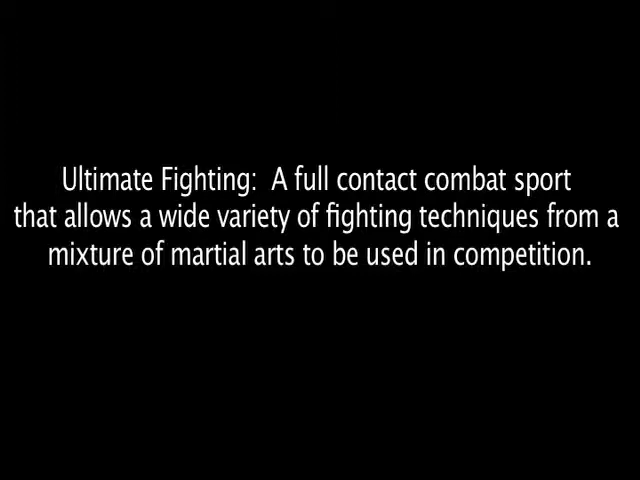 Ultimate Fighting:  A full contact combat sport
that allows a wide variety of fighting techniques from a
mixture of martial arts to be used in competition.